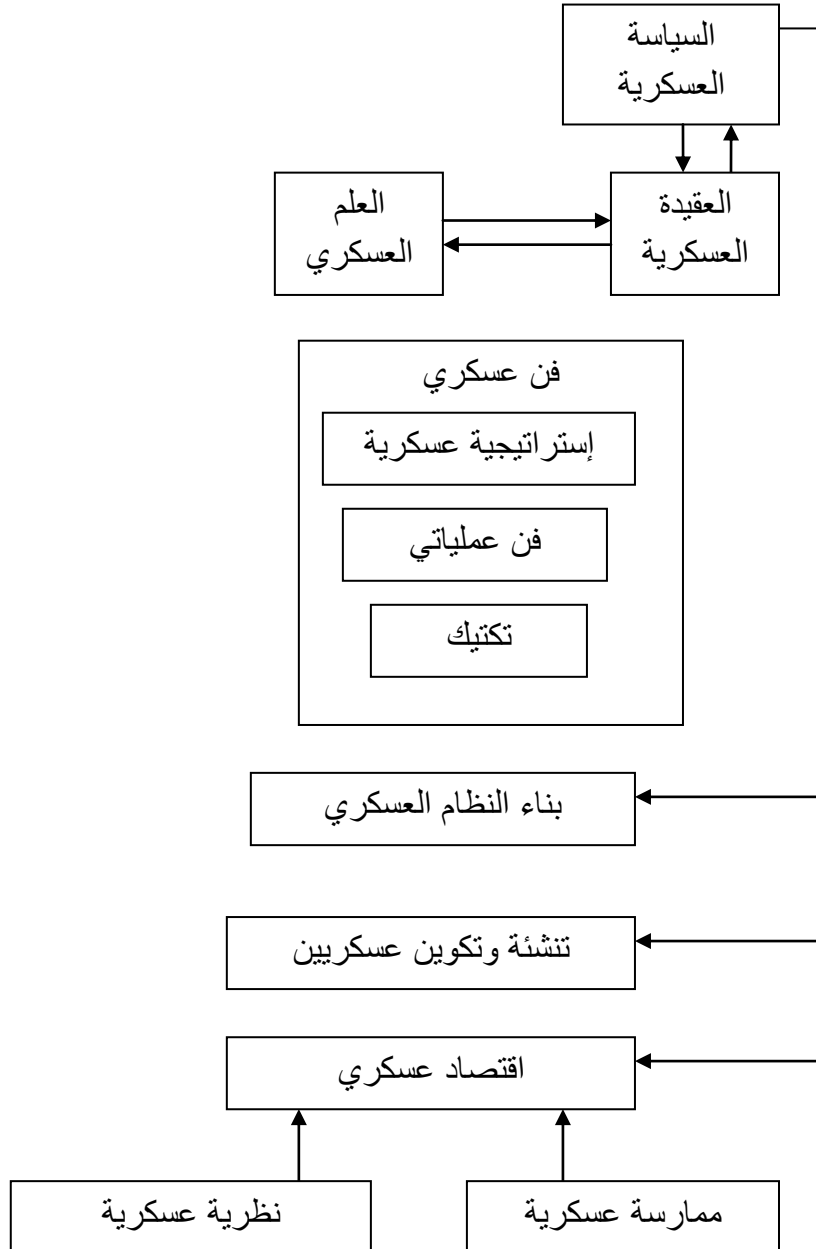 السياسة
العسكرية
العقيدة
العسكرية
العلم
العسكري
فن عسكري
إستراتيجية عسكرية
فن عملياتي
تكتيك
بناء النظام العسكري
تنشئة وتكوين عسكريين
اقتصاد عسكري
ممارسة عسكرية
نظرية عسكرية